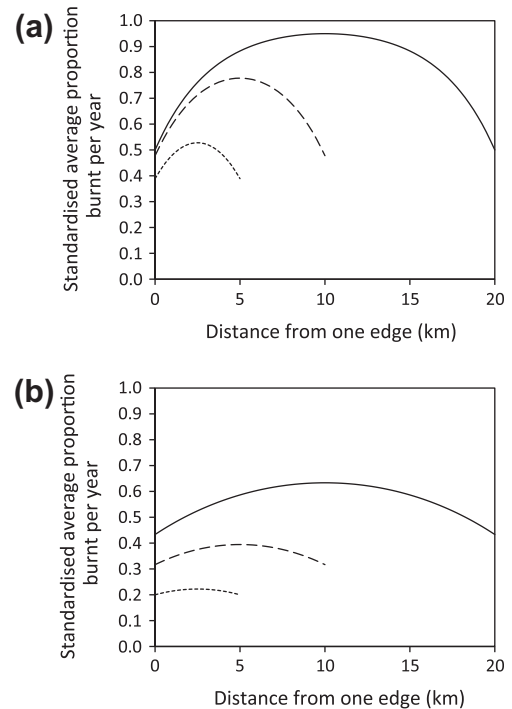 (a)
Standardised average proportion
burnt per year
1.0
0.9
0.8
0.7
0.6
0.5
0.4
0.3
0.2
0.1
0.0
0 5 10 15 20
Distance from one edge (km)
(b)
Standardised average proportion
burnt per year
1.0
0.9
0.8
0.7
0.6
0.5
0.4
0.3
0.2
0.1
0.0
0 5 10 15 20
Distance from one edge (km)